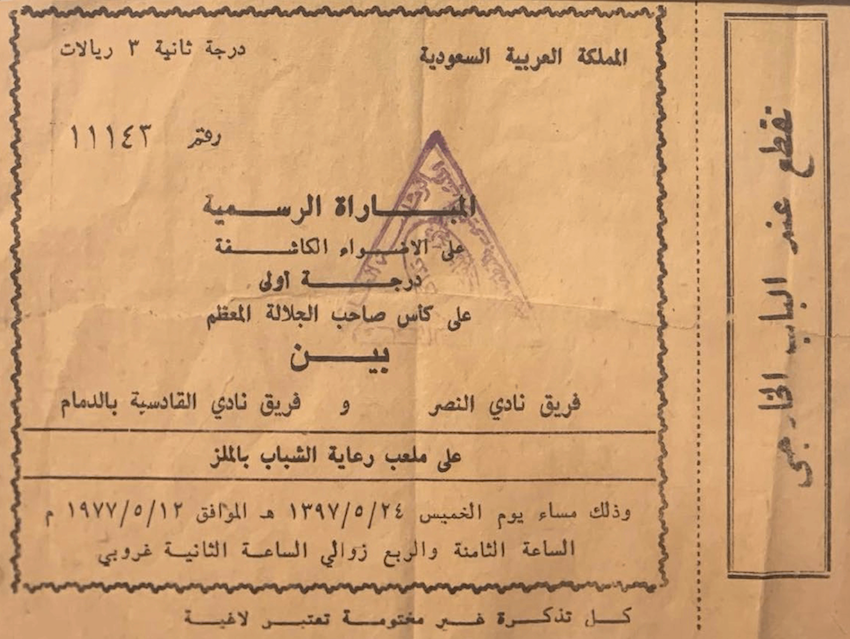 المملكة العربية السعودية
درجة ثانية ٣ ريالات
رقم ١١١٤٣
المباراة الرسمية
على الاضواء الكاشفة
درجة أولى
على كأس صاحب الجلالة المعظم
بين
فريق نادي النصر و فريق نادي القادسية بالدمام
على ملعب رعاية الشباب بالملز
وذلك مساء يوم الخميس ١٣٩٧/٥/٢٤ هـ الموافق ١٩٧٧/٥/١٢ م
الساعة الثامنة والربع زوالي الساعة الثانية غروبي
كل تذكرة غير مختومة تعتبر لاغية
تقطع عند الباب الخارجي